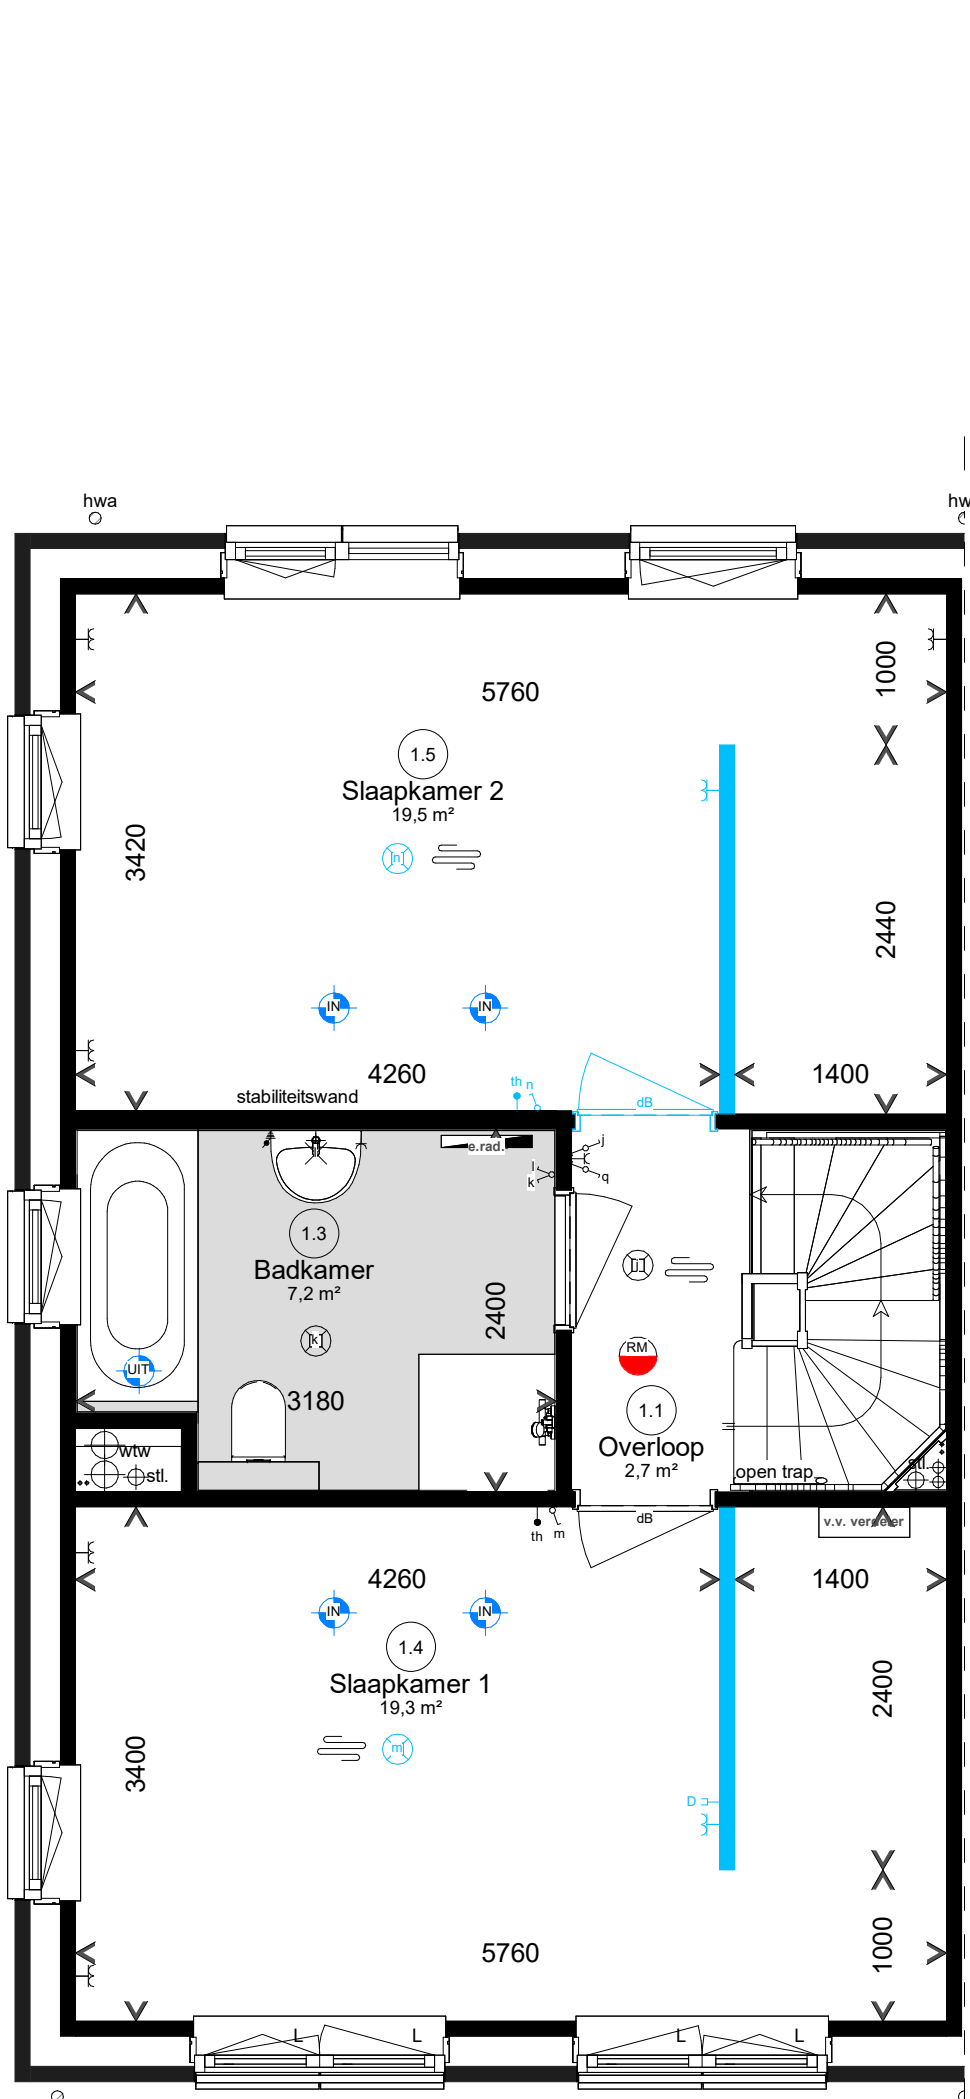 hwa
hw
1000
5760
1.5
Slaapkamer 2
19,5 m²
3420
n
2440
IN
IN
4260
1400
th n
dB
stabiliteitswand
e.rad.
j
l
k
q
1.3
Badkamer
7,2 m²
j
2400
k
RM
UIT
3180
1.1
Overloop
2,7 m²
wtw
stl.
open trap
stl.
th
m
dB
v.v. verdeler
4260
1400
IN
IN
1.4
Slaapkamer 1
19,3 m²
2400
3400
m
D
1000
5760
L
L
L
L